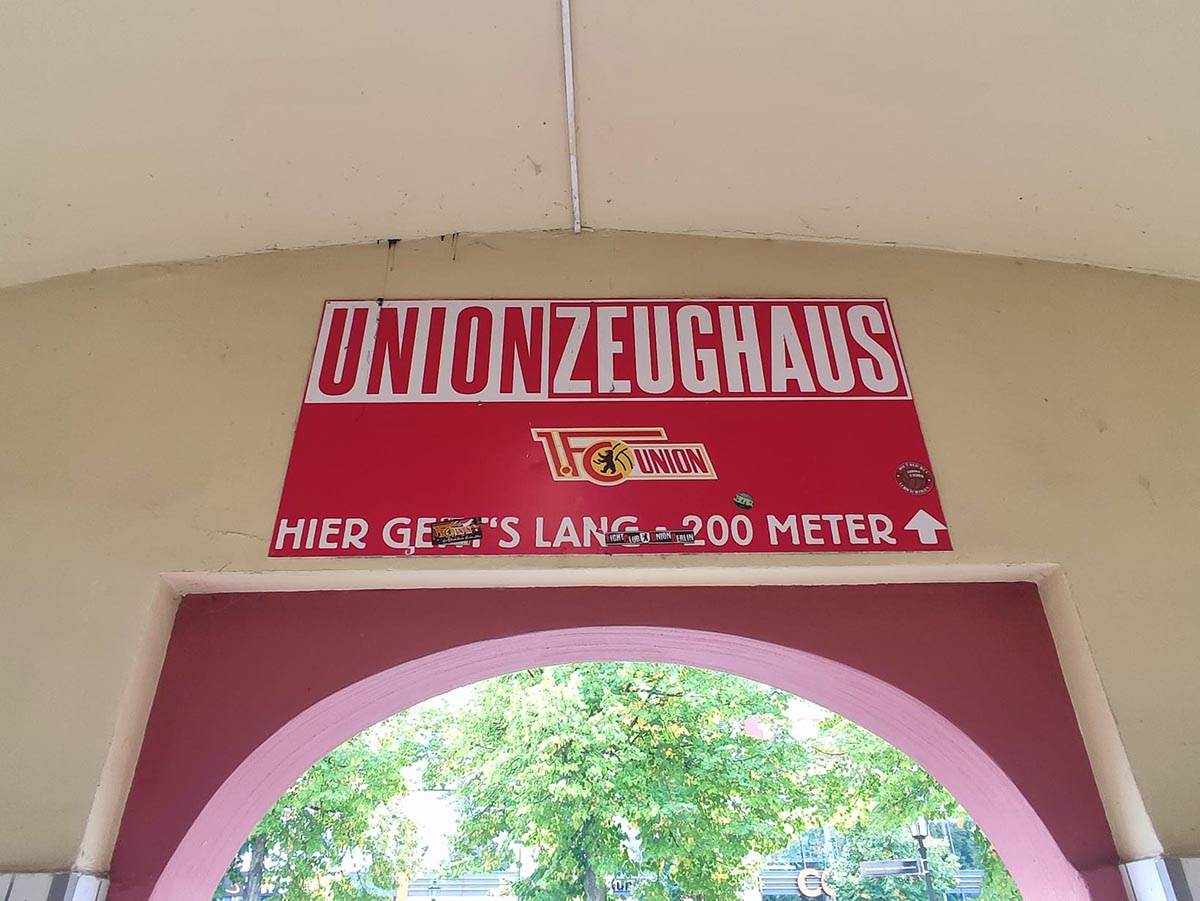 UNIONZEUGHAUS
1.FC UNION
HIER GEHT'S LANG - 200 METER